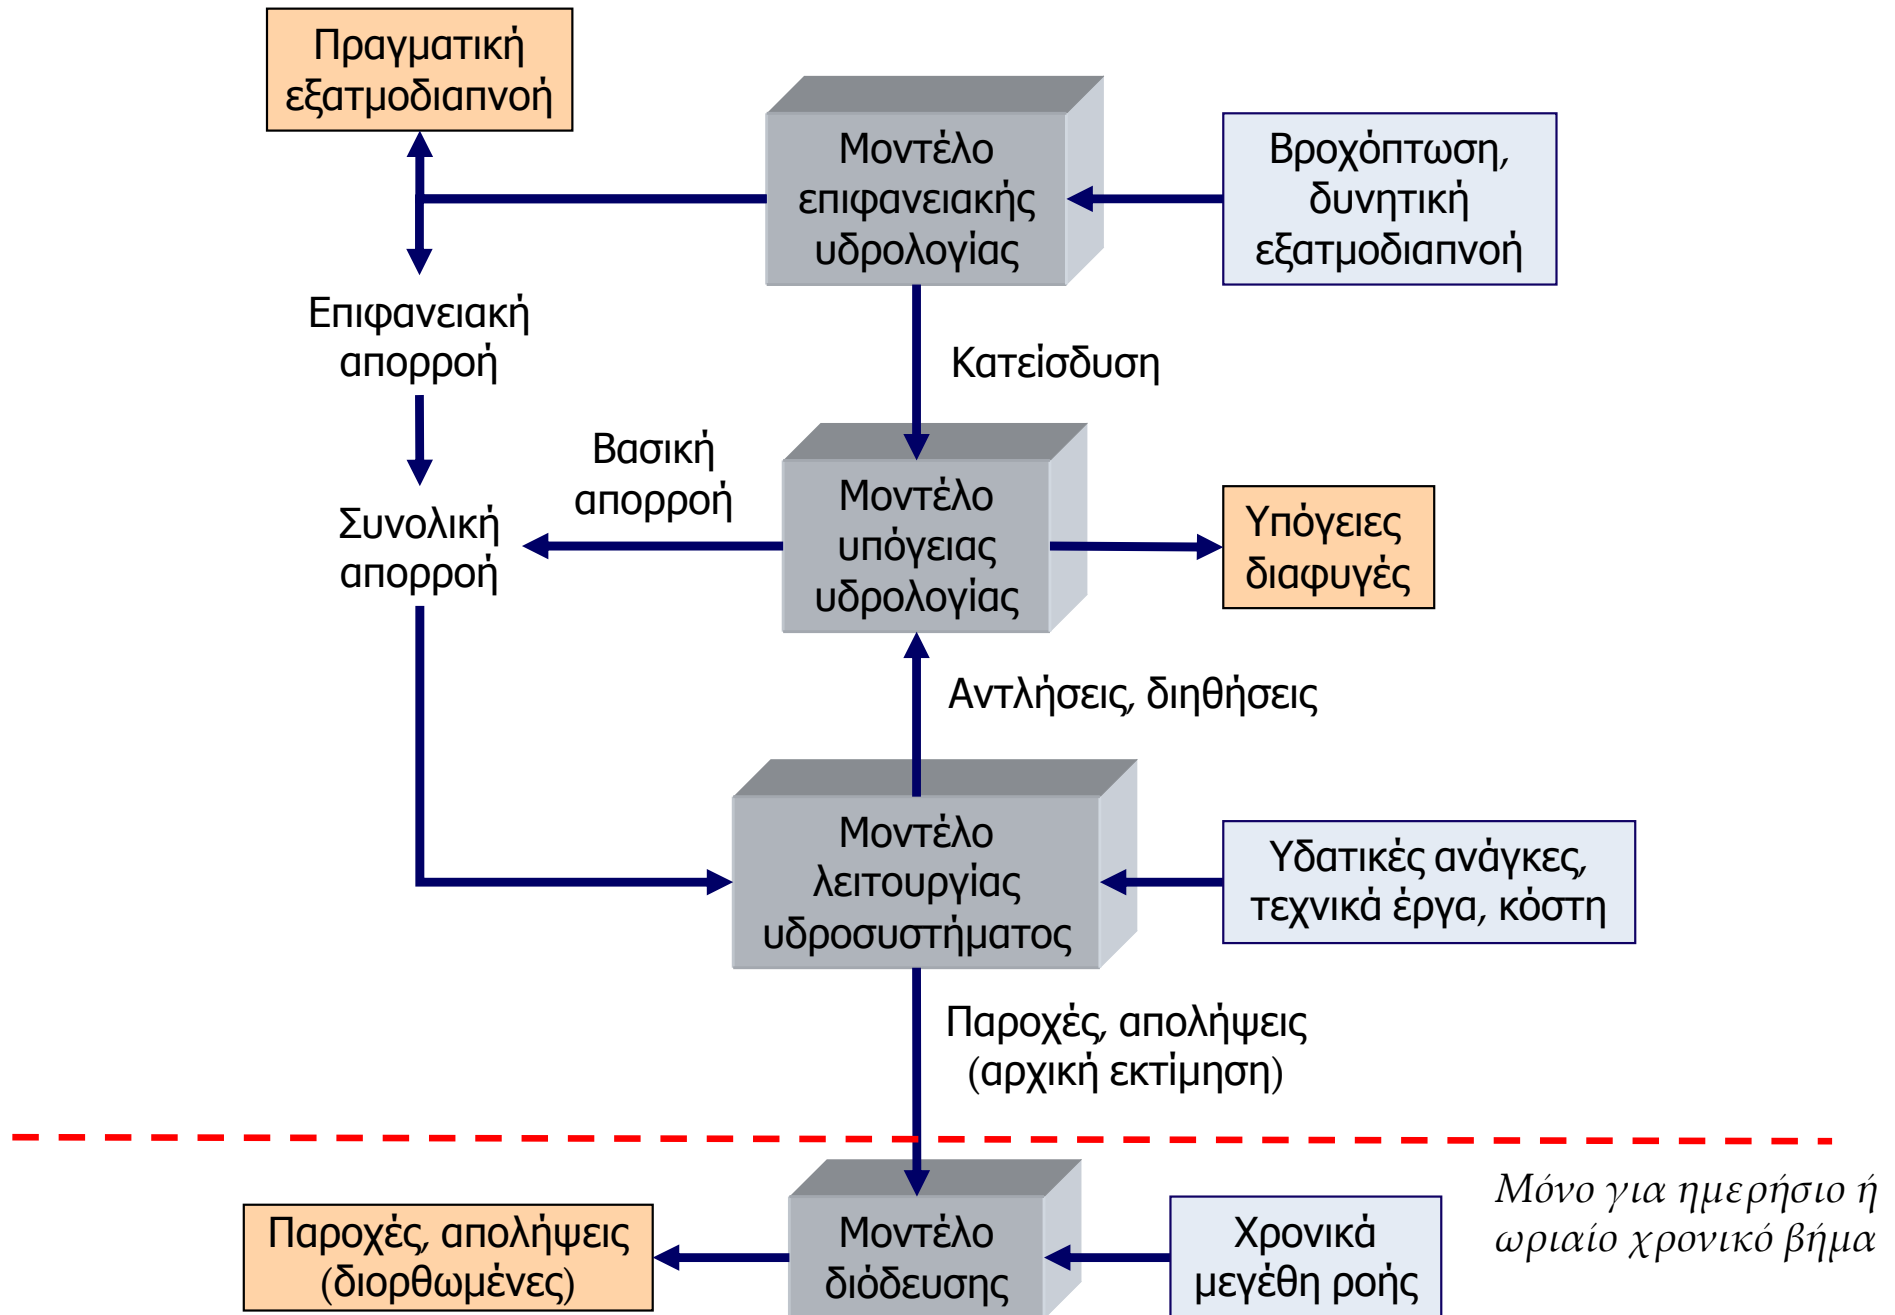 Πραγματική
εξατμοδιαπνοή
Μοντέλο
επιφανειακής
υδρολογίας
Βροχόπτωση,
δυνητική
εξατμοδιαπνοή
Επιφανειακή
απορροή
Κατείσδυση
Βασική
απορροή
Συνολική
απορροή
Μοντέλο
υπόγειας
υδρολογίας
Υπόγειες
διαφυγές
Αντλήσεις, διηθήσεις
Μοντέλο
λειτουργίας
υδροσυστήματος
Υδατικές ανάγκες,
τεχνικά έργα, κόστη
Παροχές, απολήψεις
(αρχική εκτίμηση)
Μόνο για ημερήσιο ή
ωριαίο χρονικό βήμα
Παροχές, απολήψεις
(διορθωμένες)
Μοντέλο
διόδευσης
Χρονικά
μεγέθη ροής